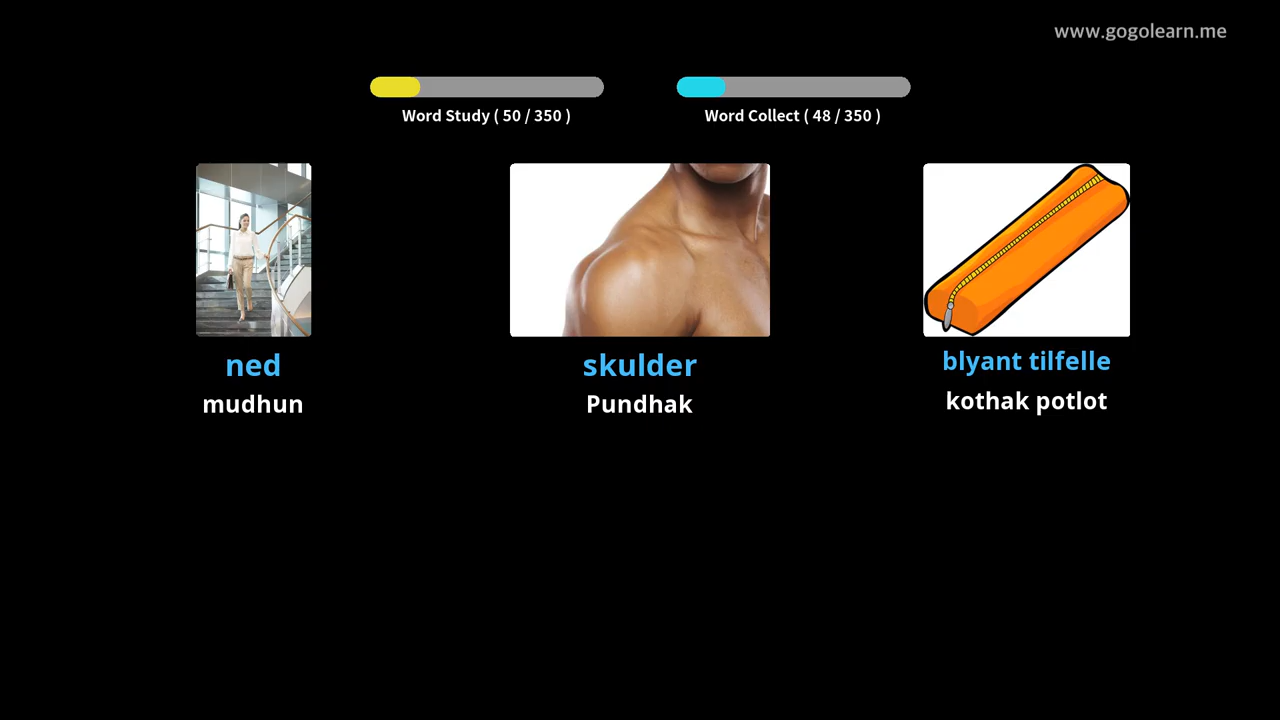 www.gogolearn.me
Word Study ( 50 / 350 )
Word Collect ( 48 / 350 )
ned
mudhun
skulder
Pundhak
blyant tilfelle
kothak potlot